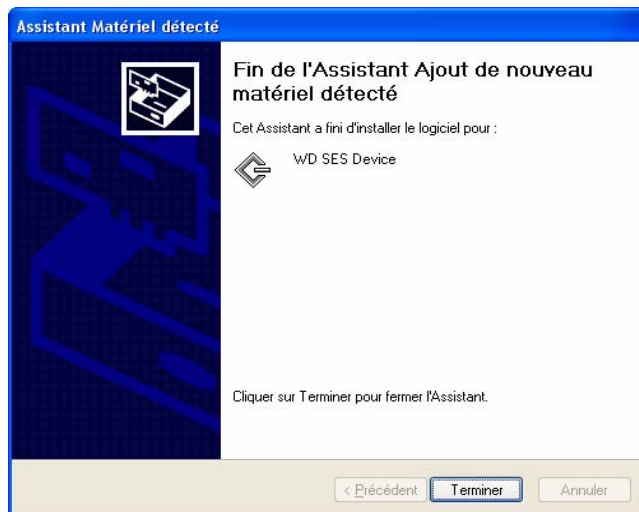 Assistant Matériel détecté
Fin de l'Assistant Ajout de nouveau
matériel détecté
Cet Assistant a fini d'installer le logiciel pour :
WD SES Device
Cliquer sur Terminer pour fermer l'Assistant.
< Précédent Terminer Annuler